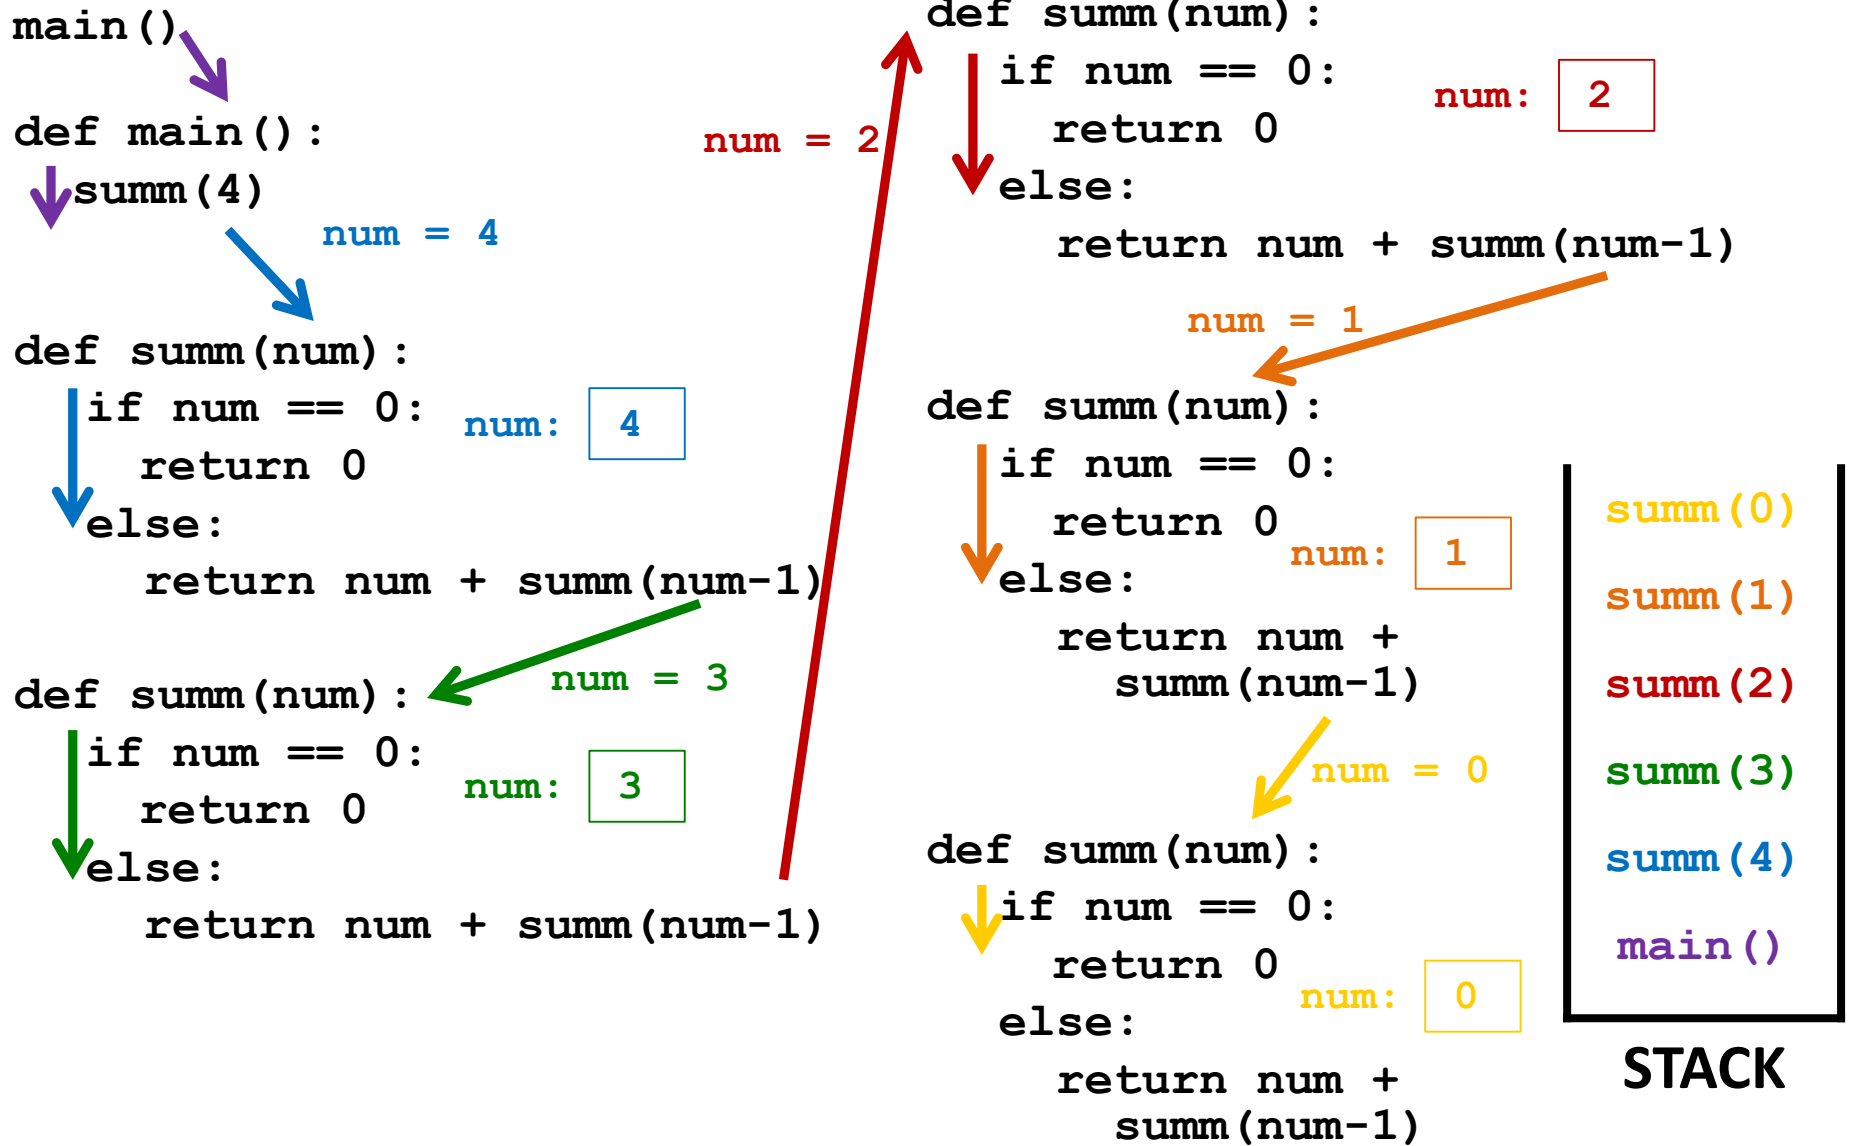 main()
def main():
summ(4)
num = 4
def summ(num):
if num == 0:
num: 4
return 0
else:
return num + summ(num-1)
num = 3
def summ(num):
if num == 0:
num: 3
return 0
else:
return num + summ(num-1)
num = 2
def summ(num):
if num == 0:
num: 2
return 0
else:
return num + summ(num-1)
num = 1
def summ(num):
if num == 0:
return 0
num: 1
else:
return num +
summ(num-1)
num = 0
def summ(num):
if num == 0:
return 0
num: 0
else:
return num +
summ(num-1)
summ(0)
summ(1)
summ(2)
summ(3)
summ(4)
main()
STACK